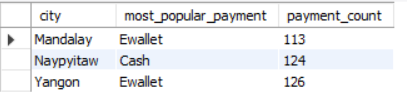 city most_popular_payment payment_count
Mandalay Ewallet 113
Naypyitaw Cash 124
Yangon Ewallet 126